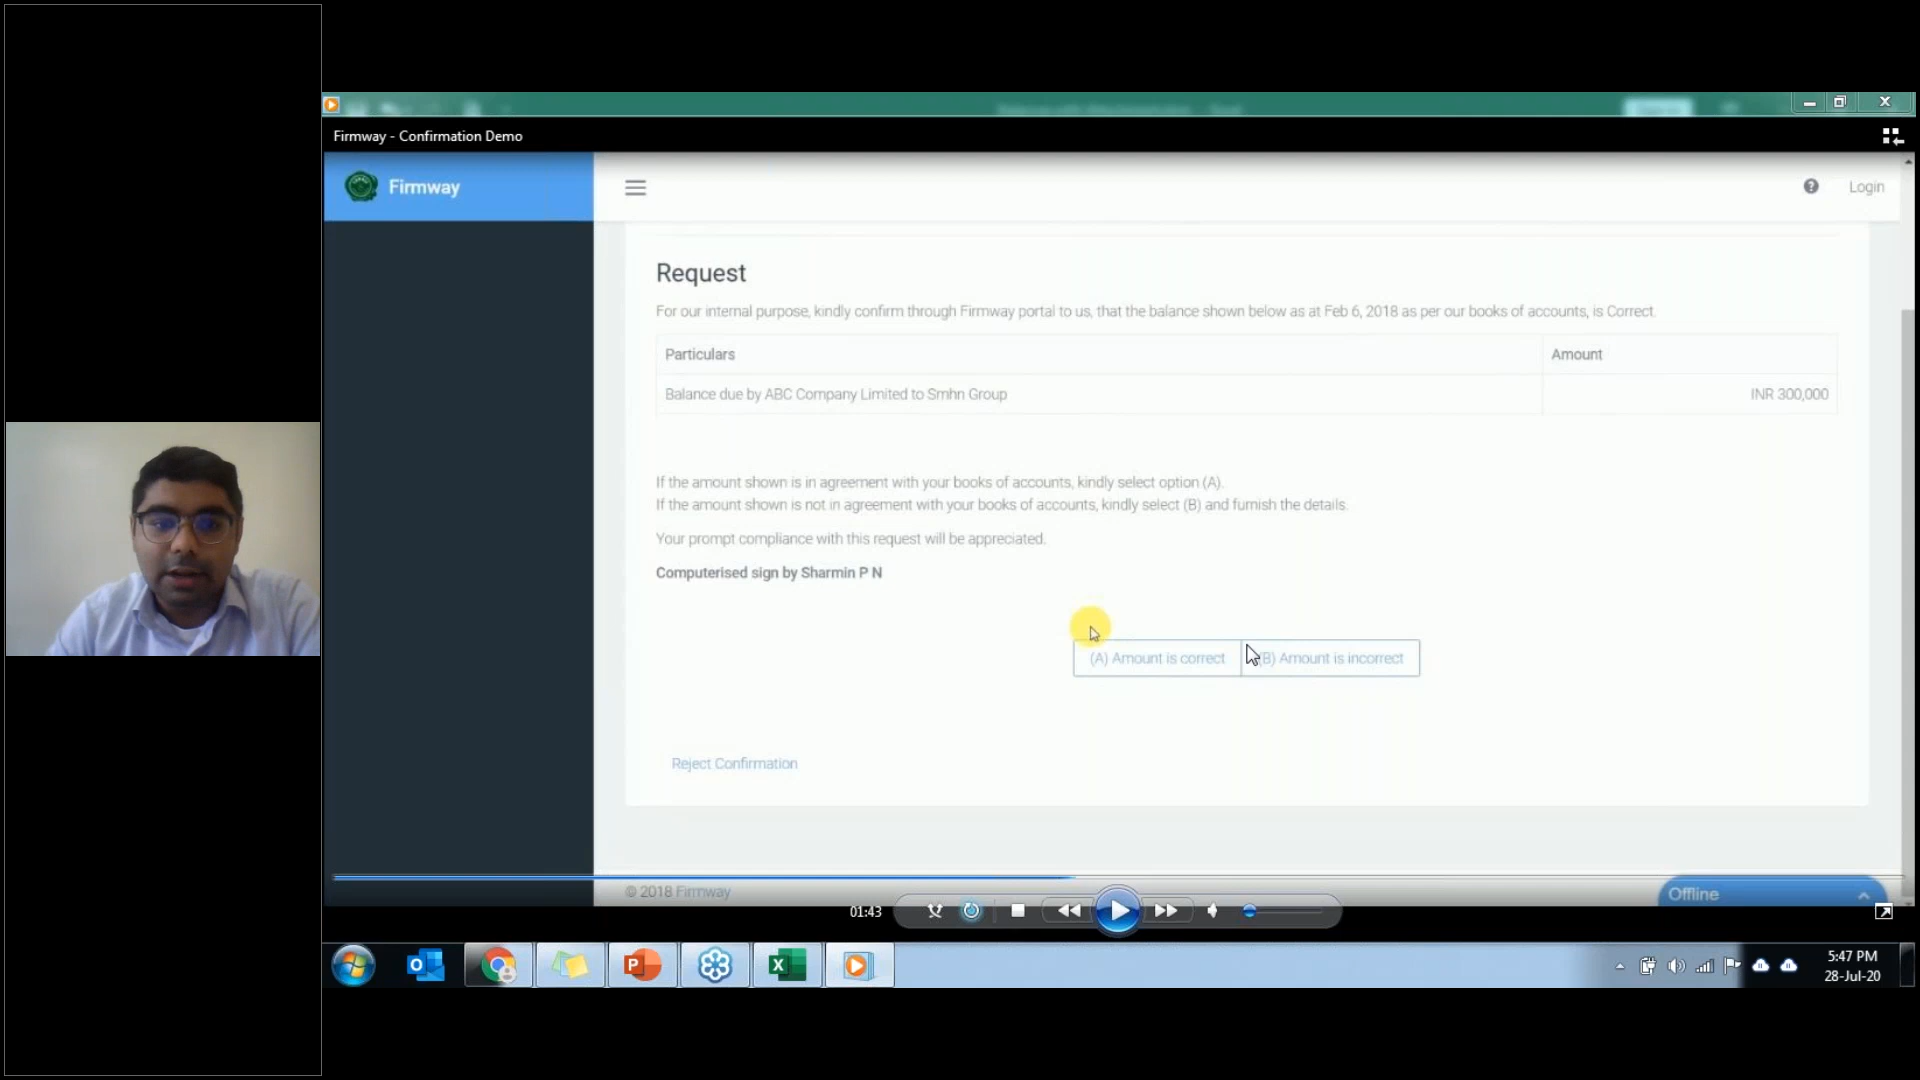 Firmway - Confirmation Demo
Firmway
Login
Request
For our internal purpose, kindly confirm through Firmway portal to us, that the balance shown below as at Feb 6, 2018 as per our books of accounts, is Correct.
Particulars
Amount
Balance due by ABC Company Limited to Smhn Group
INR 300,000
If the amount shown is in agreement with your books of accounts, kindly select option (A).
If the amount shown is not in agreement with your books of accounts, kindly select (B) and furnish the details.
Your prompt compliance with this request will be appreciated.
Computerised sign by Sharmin P N
(A) Amount is correct
(B) Amount is incorrect
Reject Confirmation
© 2018 Firmway
Offline
01:43
5:47 PM
28-Jul-20